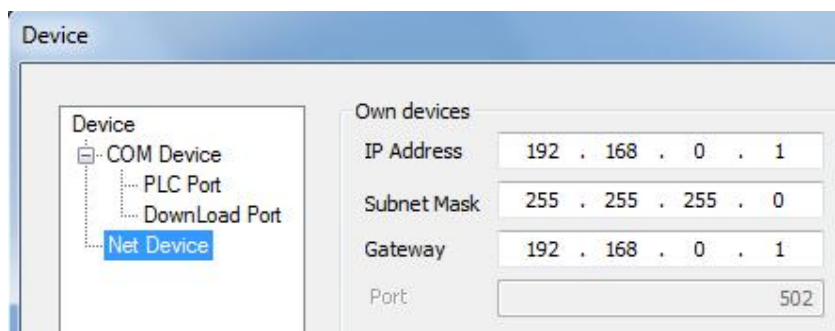 Device
Device
COM Device
PLC Port
DownLoad Port
Net Device
Own devices
IP Address 192 . 168 . 0 . 1
Subnet Mask 255 . 255 . 255 . 0
Gateway 192 . 168 . 0 . 1
Port 502